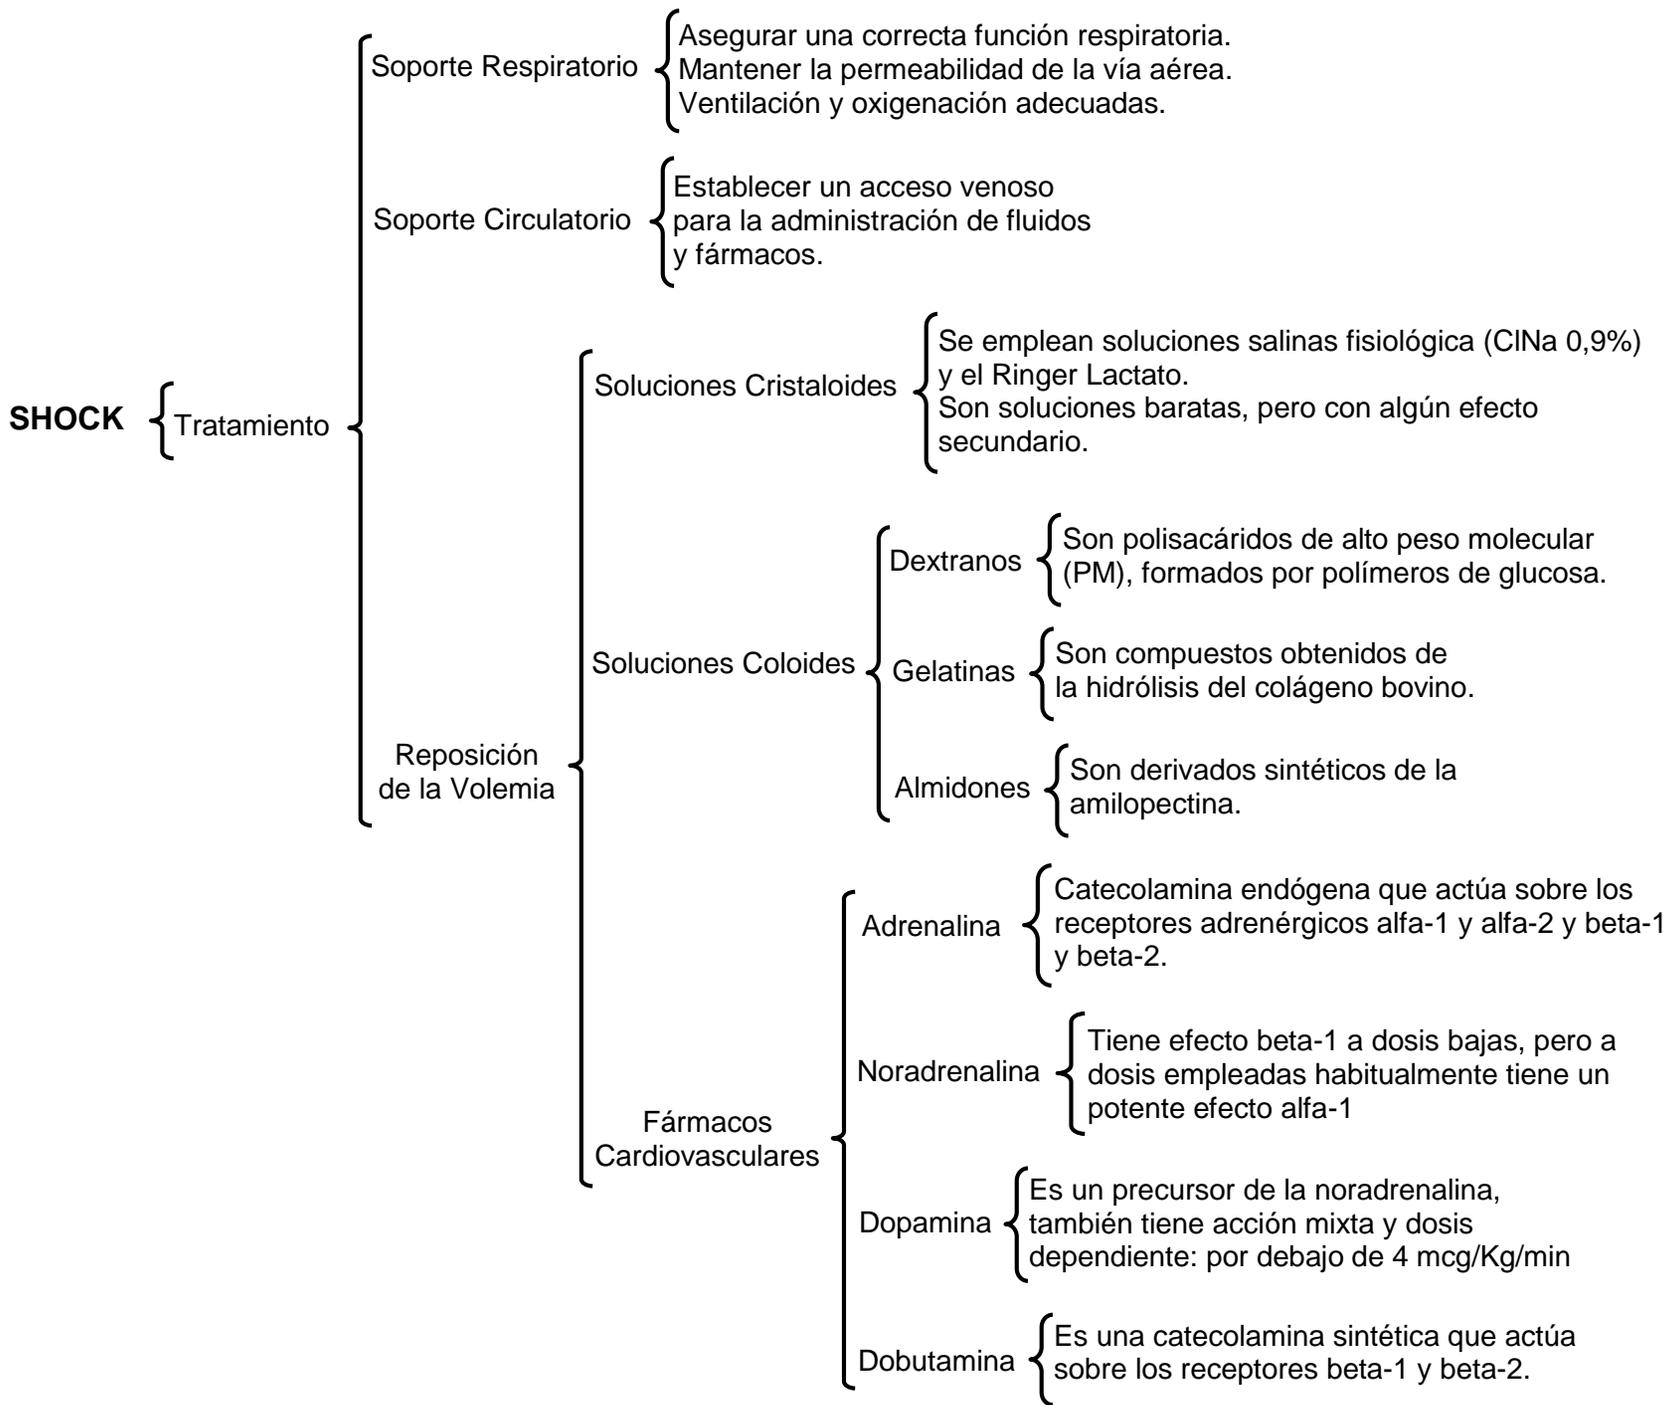 SHOCK
Tratamiento
Soporte Respiratorio
Asegurar una correcta función respiratoria.
Mantener la permeabilidad de la vía aérea.
Ventilación y oxigenación adecuadas.
Soporte Circulatorio
Establecer un acceso venoso
para la administración de fluidos
y fármacos.
Reposición
de la Volemia
Soluciones Cristaloides
Se emplean soluciones salinas fisiológica (ClNa 0,9%)
y el Ringer Lactato.
Son soluciones baratas, pero con algún efecto
secundario.
Soluciones Coloides
Dextranos
Son polisacáridos de alto peso molecular
(PM), formados por polímeros de glucosa.
Gelatinas
Son compuestos obtenidos de
la hidrólisis del colágeno bovino.
Almidones
Son derivados sintéticos de la
amilopectina.
Fármacos
Cardiovasculares
Adrenalina
Catecolamina endógena que actúa sobre los
receptores adrenérgicos alfa-1 y alfa-2 y beta-1
y beta-2.
Noradrenalina
Tiene efecto beta-1 a dosis bajas, pero a
dosis empleadas habitualmente tiene un
potente efecto alfa-1
Dopamina
Es un precursor de la noradrenalina,
también tiene acción mixta y dosis
dependiente: por debajo de 4 mcg/Kg/min
Dobutamina
Es una catecolamina sintética que actúa
sobre los receptores beta-1 y beta-2.